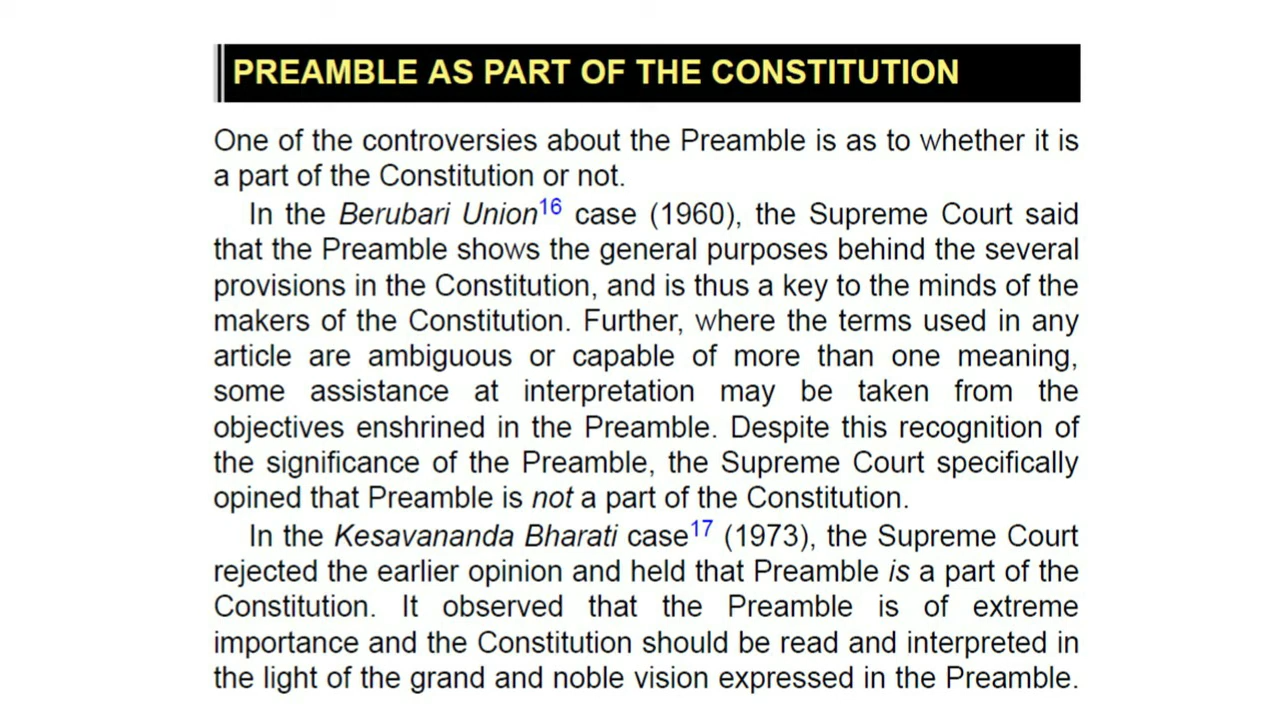 PREAMBLE AS PART OF THE CONSTITUTION
One of the controversies about the Preamble is as to whether it is
a part of the Constitution or not.
In the Berubari Union16 case (1960), the Supreme Court said
that the Preamble shows the general purposes behind the several
provisions in the Constitution, and is thus a key to the minds of the
makers of the Constitution. Further, where the terms used in any
article are ambiguous or capable of more than one meaning,
some assistance at interpretation may be taken from the
objectives enshrined in the Preamble. Despite this recognition of
the significance of the Preamble, the Supreme Court specifically
opined that Preamble is not a part of the Constitution.
In the Kesavananda Bharati case17 (1973), the Supreme Court
rejected the earlier opinion and held that Preamble is a part of the
Constitution. It observed that the Preamble is of extreme
importance and the Constitution should be read and interpreted in
the light of the grand and noble vision expressed in the Preamble.